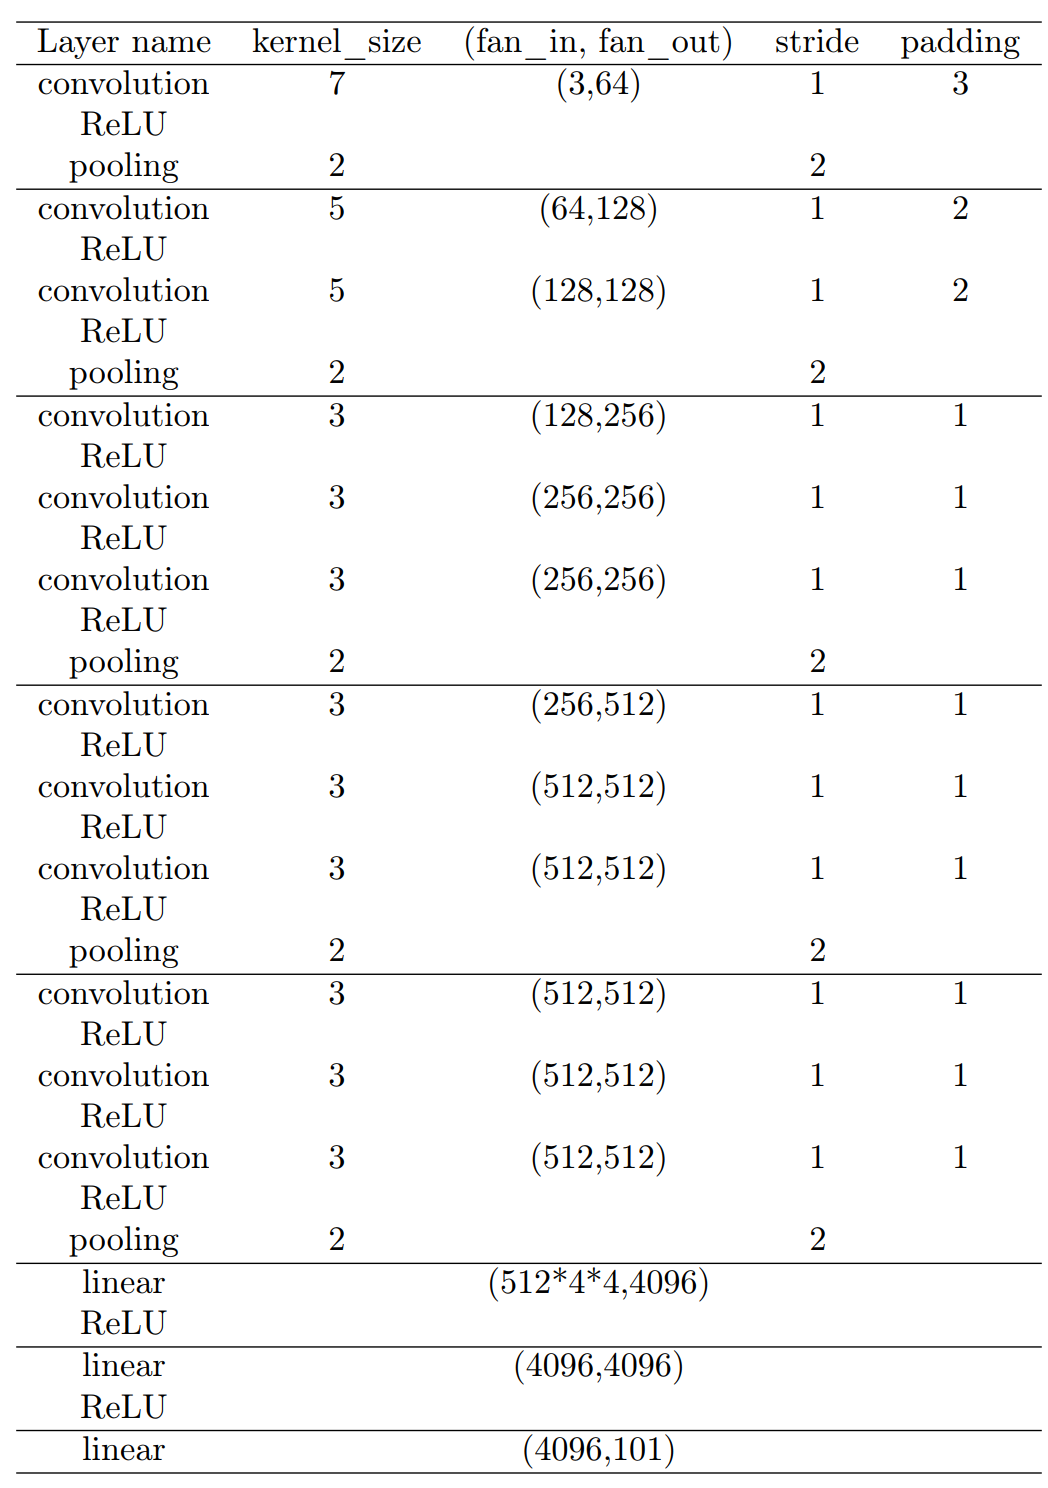 Layer name kernel_size (fan_in, fan_out) stride padding
convolution 7 (3,64) 1 3
ReLU
pooling 2 2
convolution 5 (64,128) 1 2
ReLU
convolution 5 (128,128) 1 2
ReLU
pooling 2 2
convolution 3 (128,256) 1 1
ReLU
convolution 3 (256,256) 1 1
ReLU
convolution 3 (256,256) 1 1
ReLU
pooling 2 2
convolution 3 (256,512) 1 1
ReLU
convolution 3 (512,512) 1 1
ReLU
convolution 3 (512,512) 1 1
ReLU
pooling 2 2
convolution 3 (512,512) 1 1
ReLU
convolution 3 (512,512) 1 1
ReLU
convolution 3 (512,512) 1 1
ReLU
pooling 2 2
linear (512*4*4,4096)
ReLU
linear (4096,4096)
ReLU
linear (4096,101)